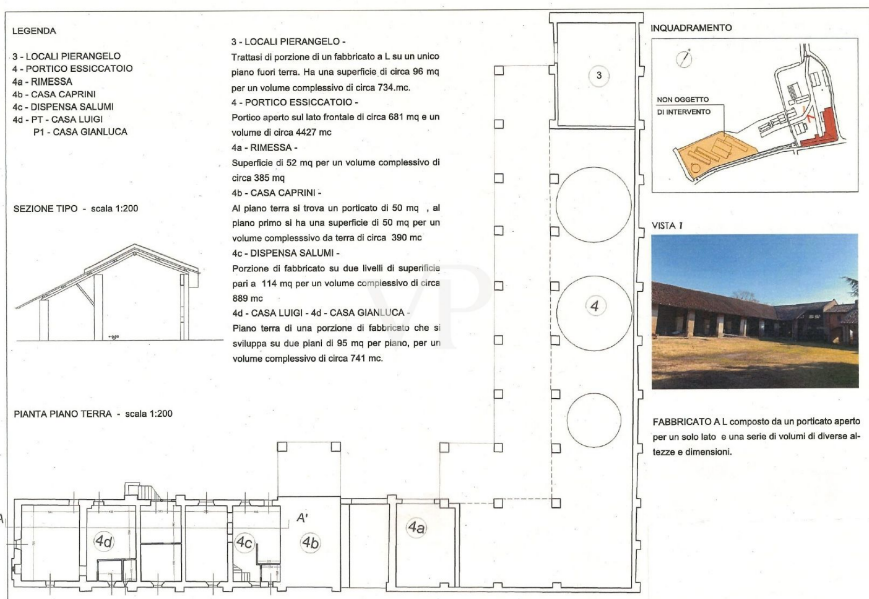 LEGENDA
3 - LOCALI PIERANGELO
4 - PORTICO ESSICCATOIO
4a - RIMESSA
4b - CASA CAPRINI
4c - DISPENSA SALUMI
4d - PT - CASA LUIGI
P1 - CASA GIANLUCA
SEZIONE TIPO - scala 1:200
PIANTA PIANO TERRA - scala 1:200
3 - LOCALI PIERANGELO -
Trattasi di porzione di un fabbricato a L su un unico
piano fuori terra. Ha una superficie di circa 96 mq
per un volume complessivo di circa 734.mc.
4 - PORTICO ESSICCATOIO -
Portico aperto sul lato frontale di circa 681 mq e un
volume di circa 4427 mc
4a - RIMESSA -
Superficie di 52 mq per un volume complessivo di
circa 385 mq
4b - CASA CAPRINI -
Al piano terra si trova un porticato di 50 mq , al
piano primo si ha una superficie di 50 mq per un
volume complesssivo da terra di circa 390 mc
4c - DISPENSA SALUMI -
Porzione di fabbricato su due livelli di superficie
pari a 114 mq per un volume complessivo di circa
889 mc
4d - CASA LUIGI - 4d - CASA GIANLUCA -
Piano terra di una porzione di fabbricato che si
sviluppa su due piani di 95 mq per piano, per un
volume complessivo di circa 741 mc.
VP
3
4
4a
4b
4c
4d
A
A'
INQUADRAMENTO
NON OGGETTO
DI INTERVENTO
VISTA 1
FABBRICATO A L composto da un porticato aperto
per un solo lato e una serie di volumi di diverse al-
tezze e dimensioni.